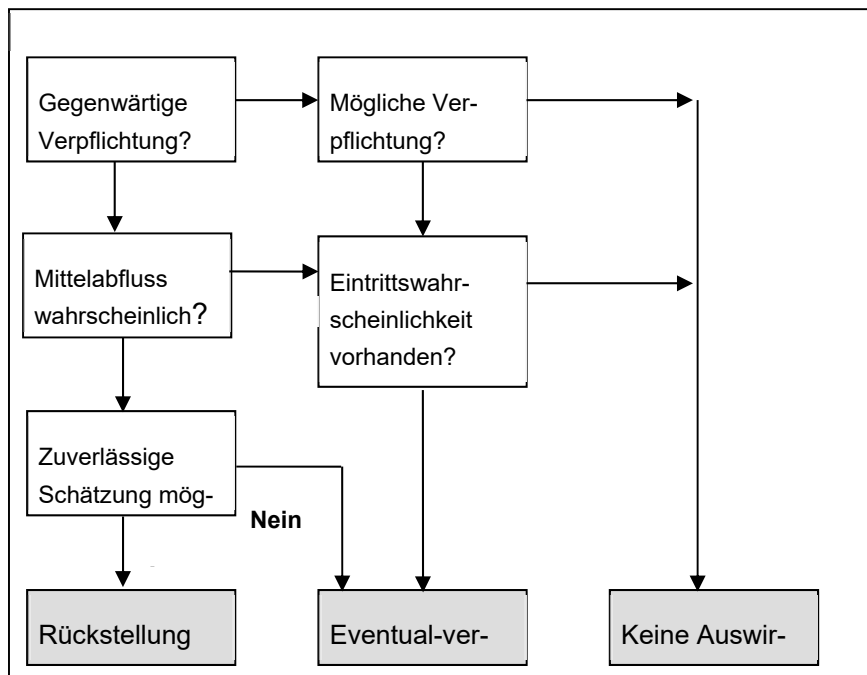 Gegenwärtige
Verpflichtung?
Mögliche Ver-
pflichtung?
Mittelabfluss
wahrscheinlich?
Eintrittswahr-
scheinlichkeit
vorhanden?
Zuverlässige
Schätzung mög-
Nein
Rückstellung
Eventual-ver-
Keine Auswir-